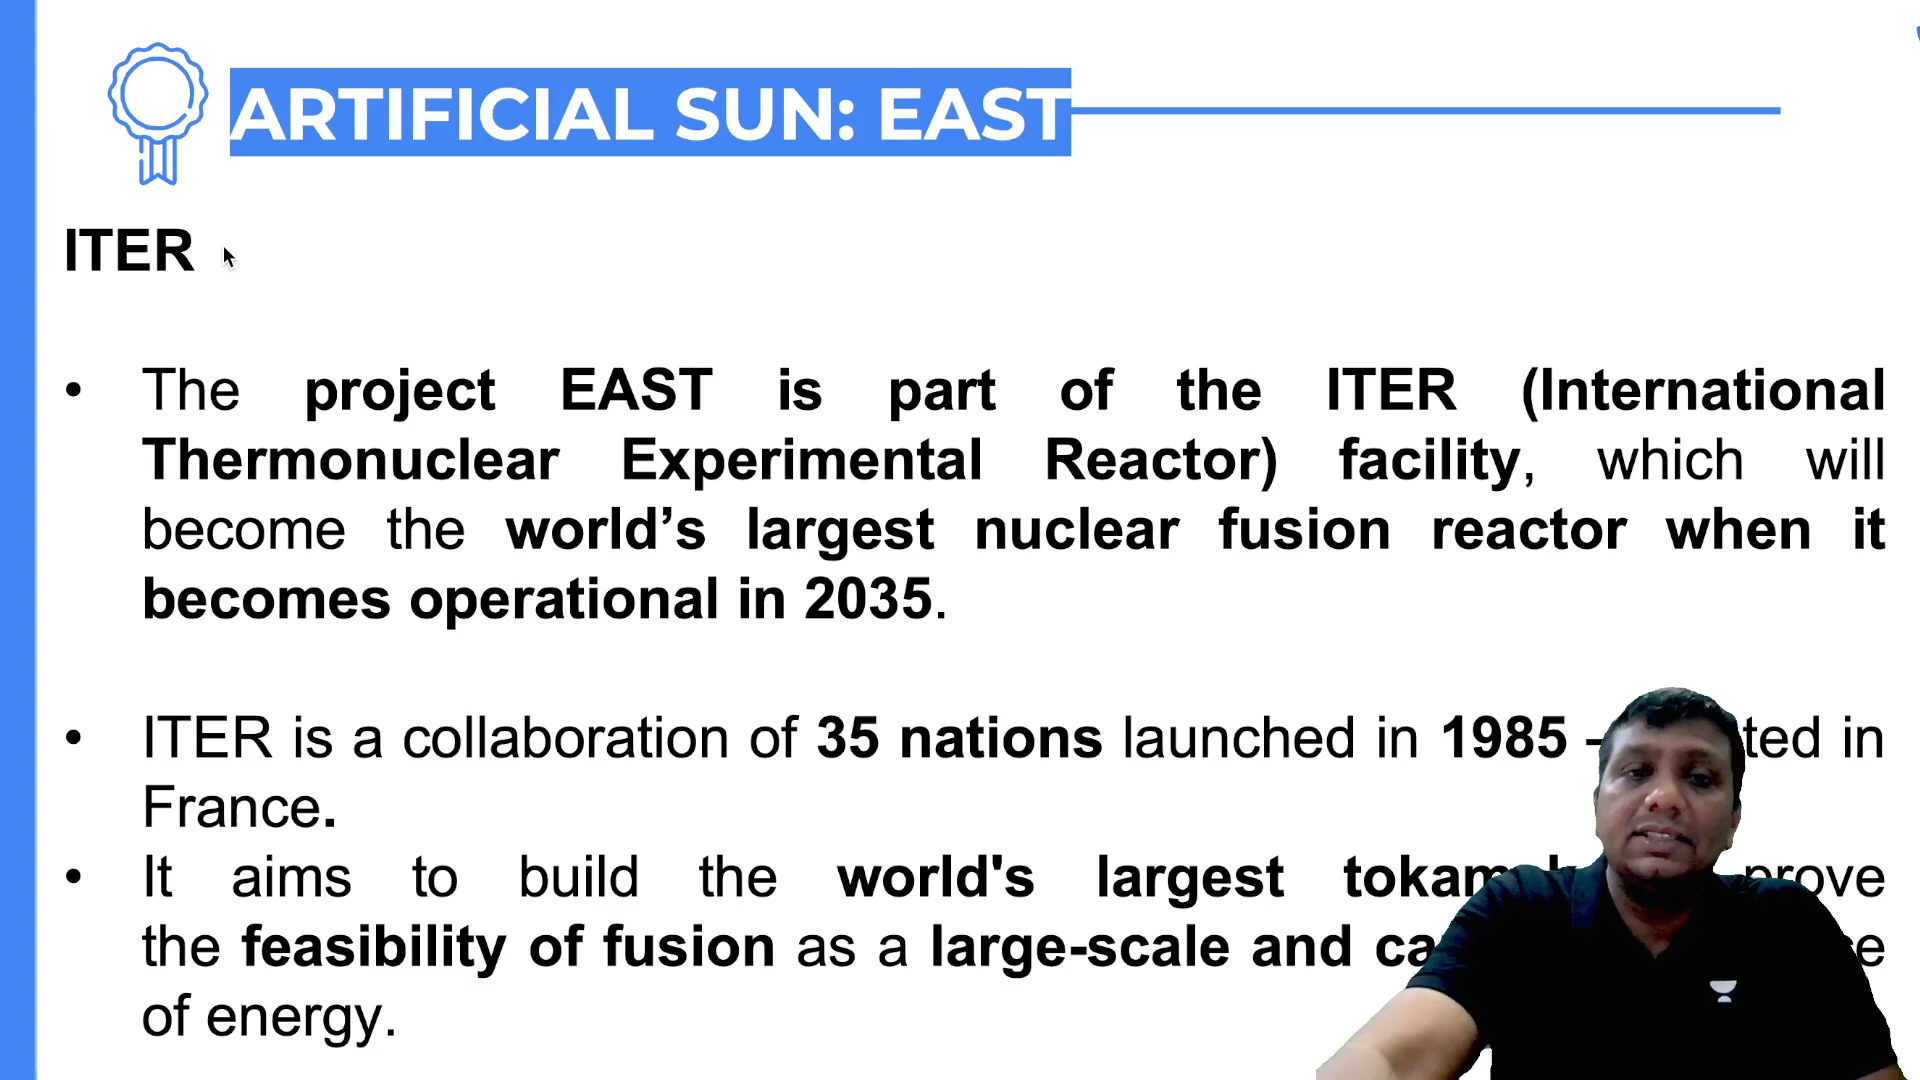 ARTIFICIAL SUN: EAST
ITER
• The project EAST is part of the ITER (International
Thermonuclear Experimental Reactor) facility, which will
become the world’s largest nuclear fusion reactor when it
becomes operational in 2035.
• ITER is a collaboration of 35 nations launched in 1985 – in
France.
• It aims to build the world's largest prove
the feasibility of fusion as a large-scale and
of energy.